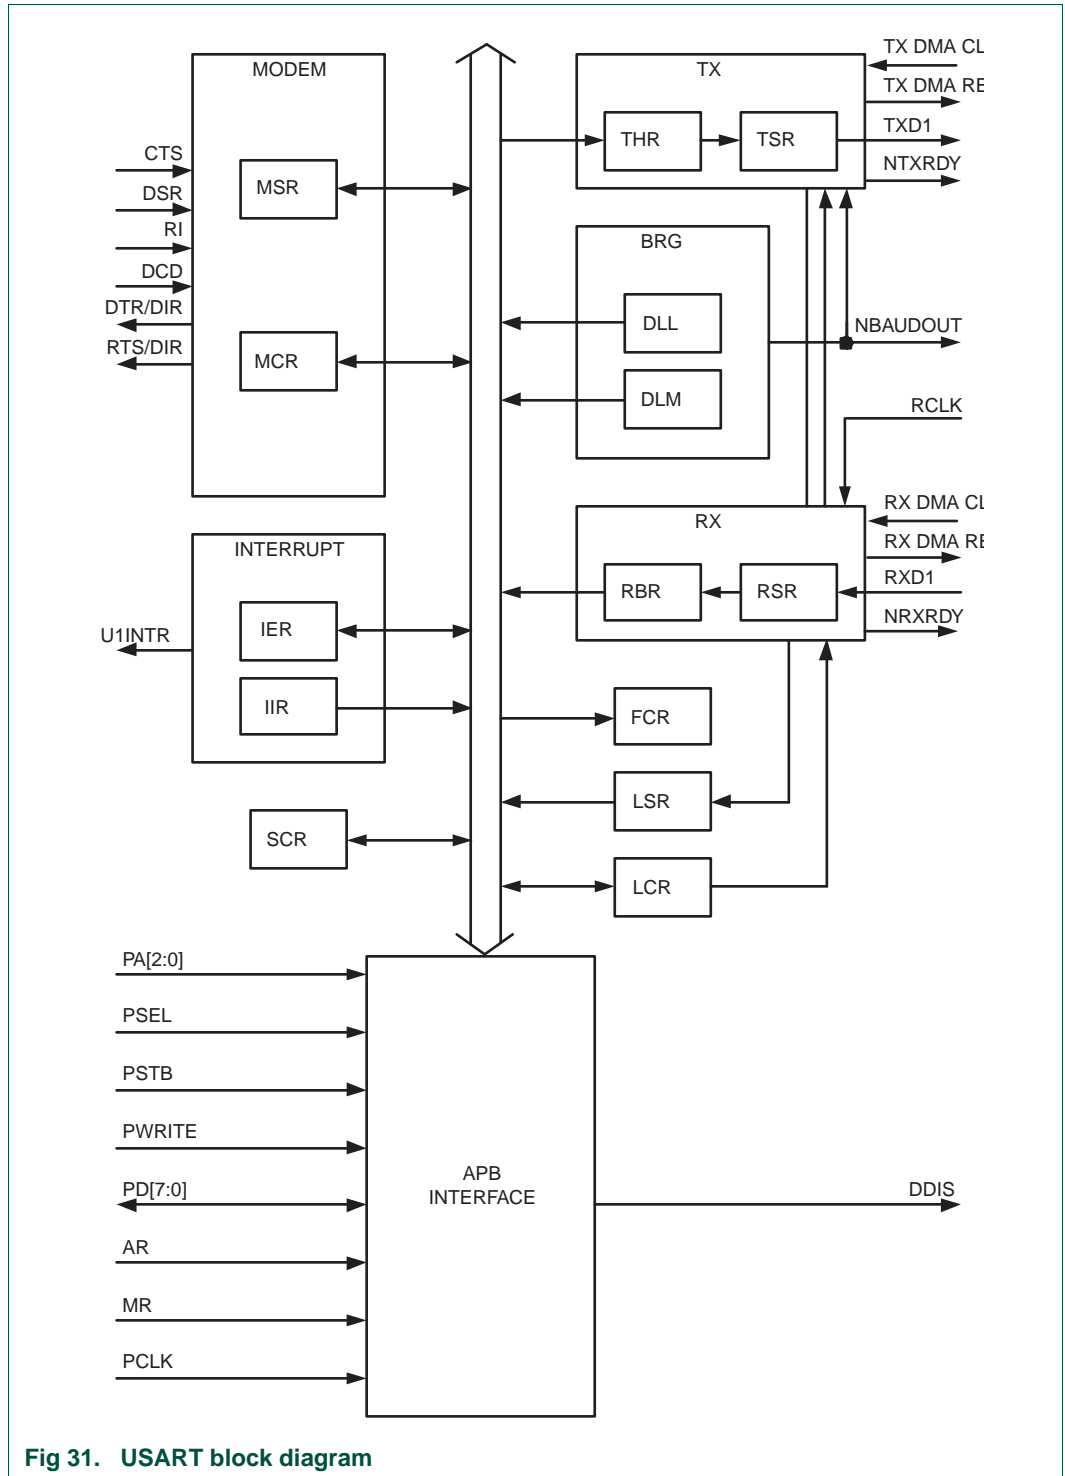 MODEM
TX
TX DMA CL
TX DMA RE
THR
TSR
TXD1
CTS
NTXRDY
MSR
DSR
RI
BRG
DCD
DTR/DIR
DLL
NBAUDOUT
RTS/DIR
MCR
DLM
RCLK
RX
RX DMA CL
INTERRUPT
RX DMA RE
RBR
RSR
RXD1
NRXRDY
U1INTR
IER
IIR
FCR
LSR
SCR
LCR
PA[2:0]
PSEL
PSTB
PWRITE
APB
INTERFACE
PD[7:0]
DDIS
AR
MR
PCLK
Fig 31. USART block diagram